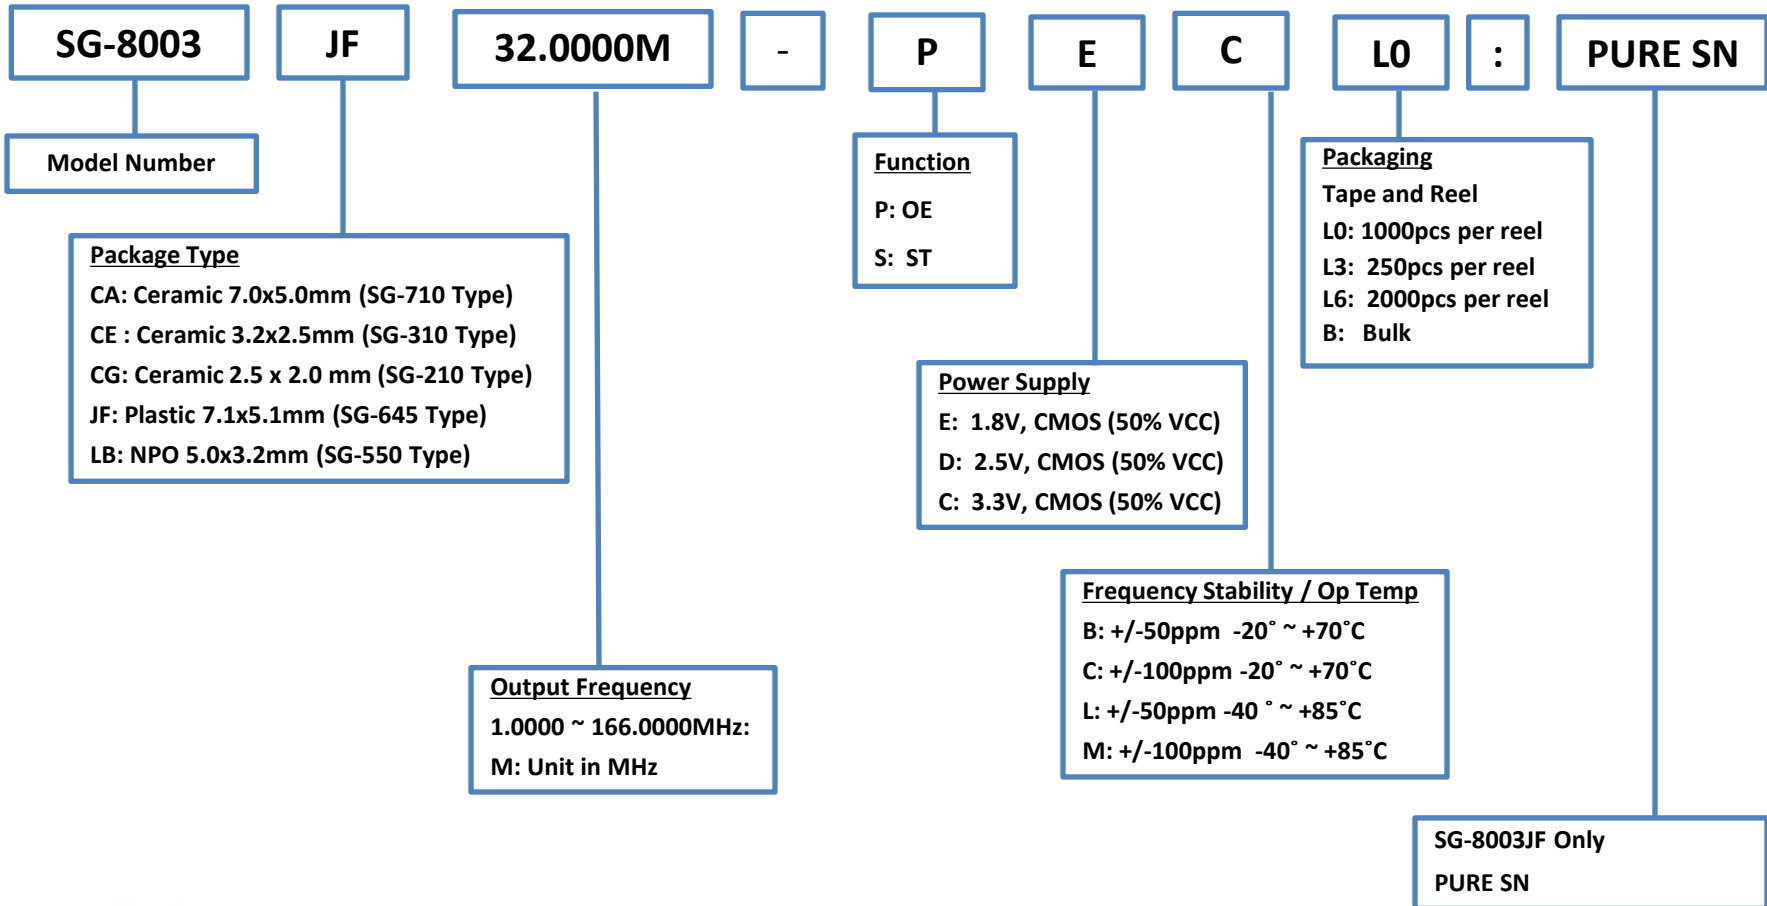 SG-8003 JF 32.0000M - P E C L0 : PURE SN
Model Number
Package Type
CA: Ceramic 7.0x5.0mm (SG-710 Type)
CE : Ceramic 3.2x2.5mm (SG-310 Type)
CG: Ceramic 2.5 x 2.0 mm (SG-210 Type)
JF: Plastic 7.1x5.1mm (SG-645 Type)
LB: NPO 5.0x3.2mm (SG-550 Type)
Output Frequency
1.0000 ~ 166.0000MHz:
M: Unit in MHz
Function
P: OE
S: ST
Power Supply
E: 1.8V, CMOS (50% VCC)
D: 2.5V, CMOS (50% VCC)
C: 3.3V, CMOS (50% VCC)
Frequency Stability / Op Temp
B: +/-50ppm -20˚ ~ +70˚C
C: +/-100ppm -20˚ ~ +70˚C
L: +/-50ppm -40 ˚ ~ +85˚C
M: +/-100ppm -40˚ ~ +85˚C
Packaging
Tape and Reel
L0: 1000pcs per reel
L3: 250pcs per reel
L6: 2000pcs per reel
B: Bulk
SG-8003JF Only
PURE SN